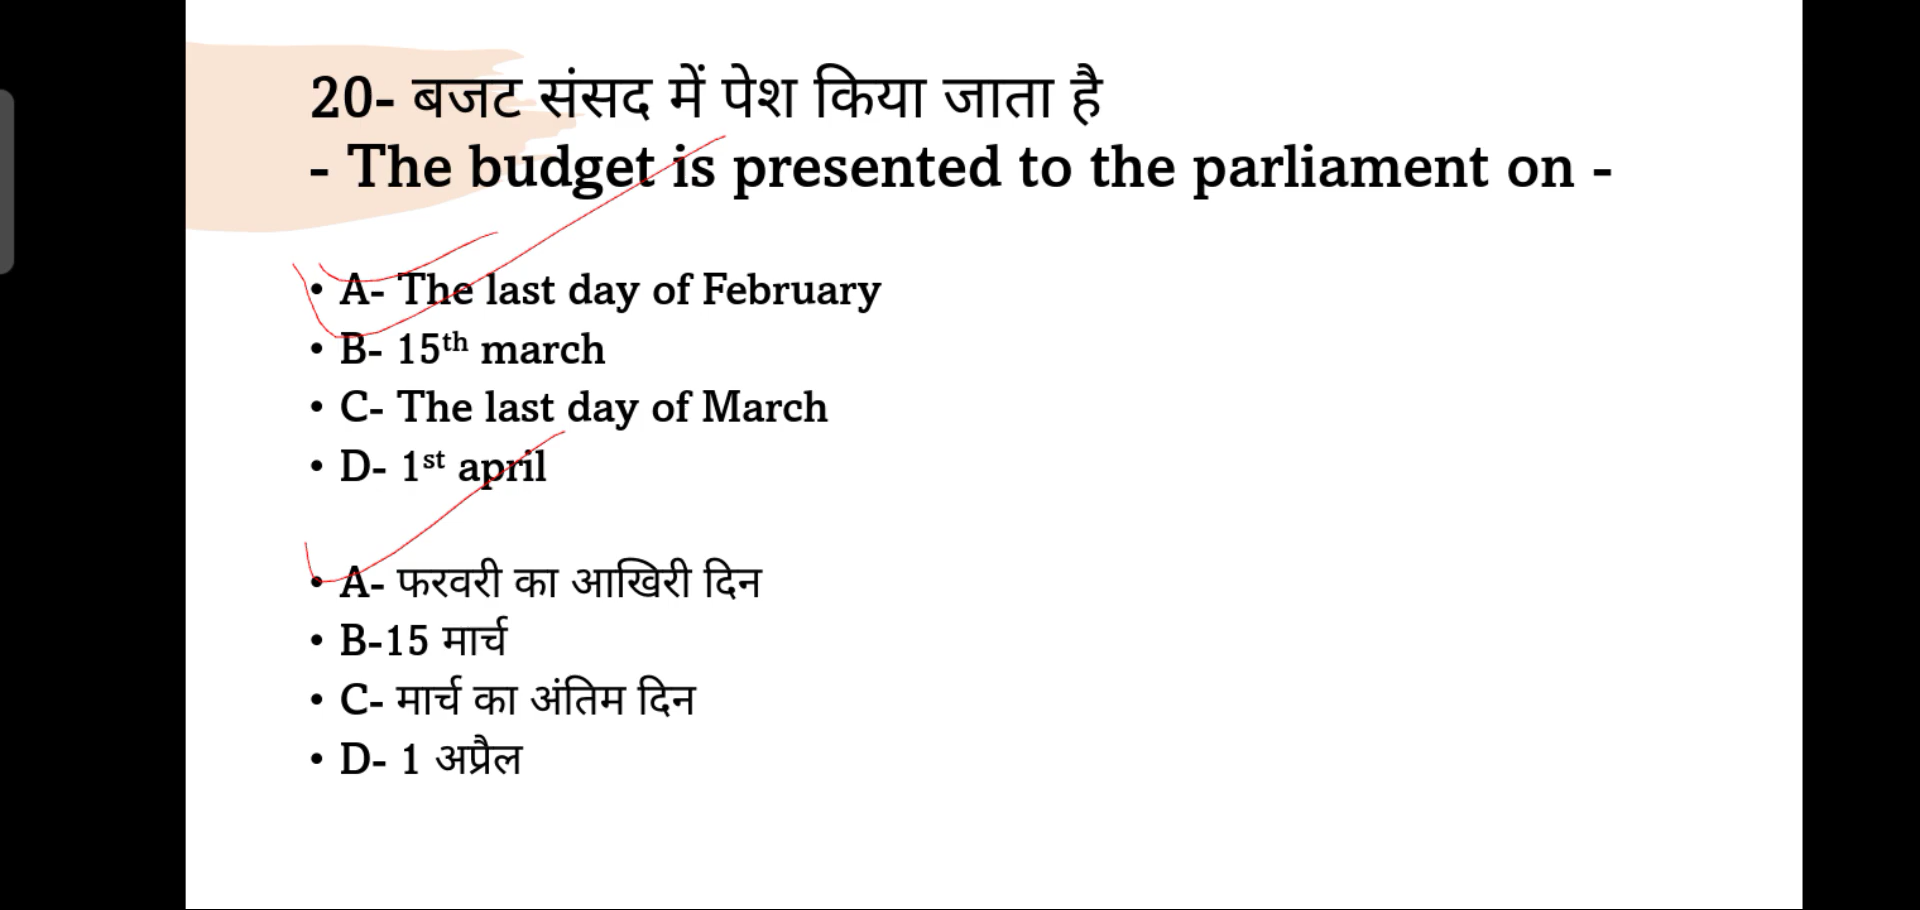 20- बजट संसद में पेश किया जाता है
- The budget is presented to the parliament on -
• A- The last day of February
• B- 15th march
• C- The last day of March
• D- 1st april
• A- फरवरी का आखिरी दिन
• B-15 मार्च
• C- मार्च का अंतिम दिन
• D- 1 अप्रैल